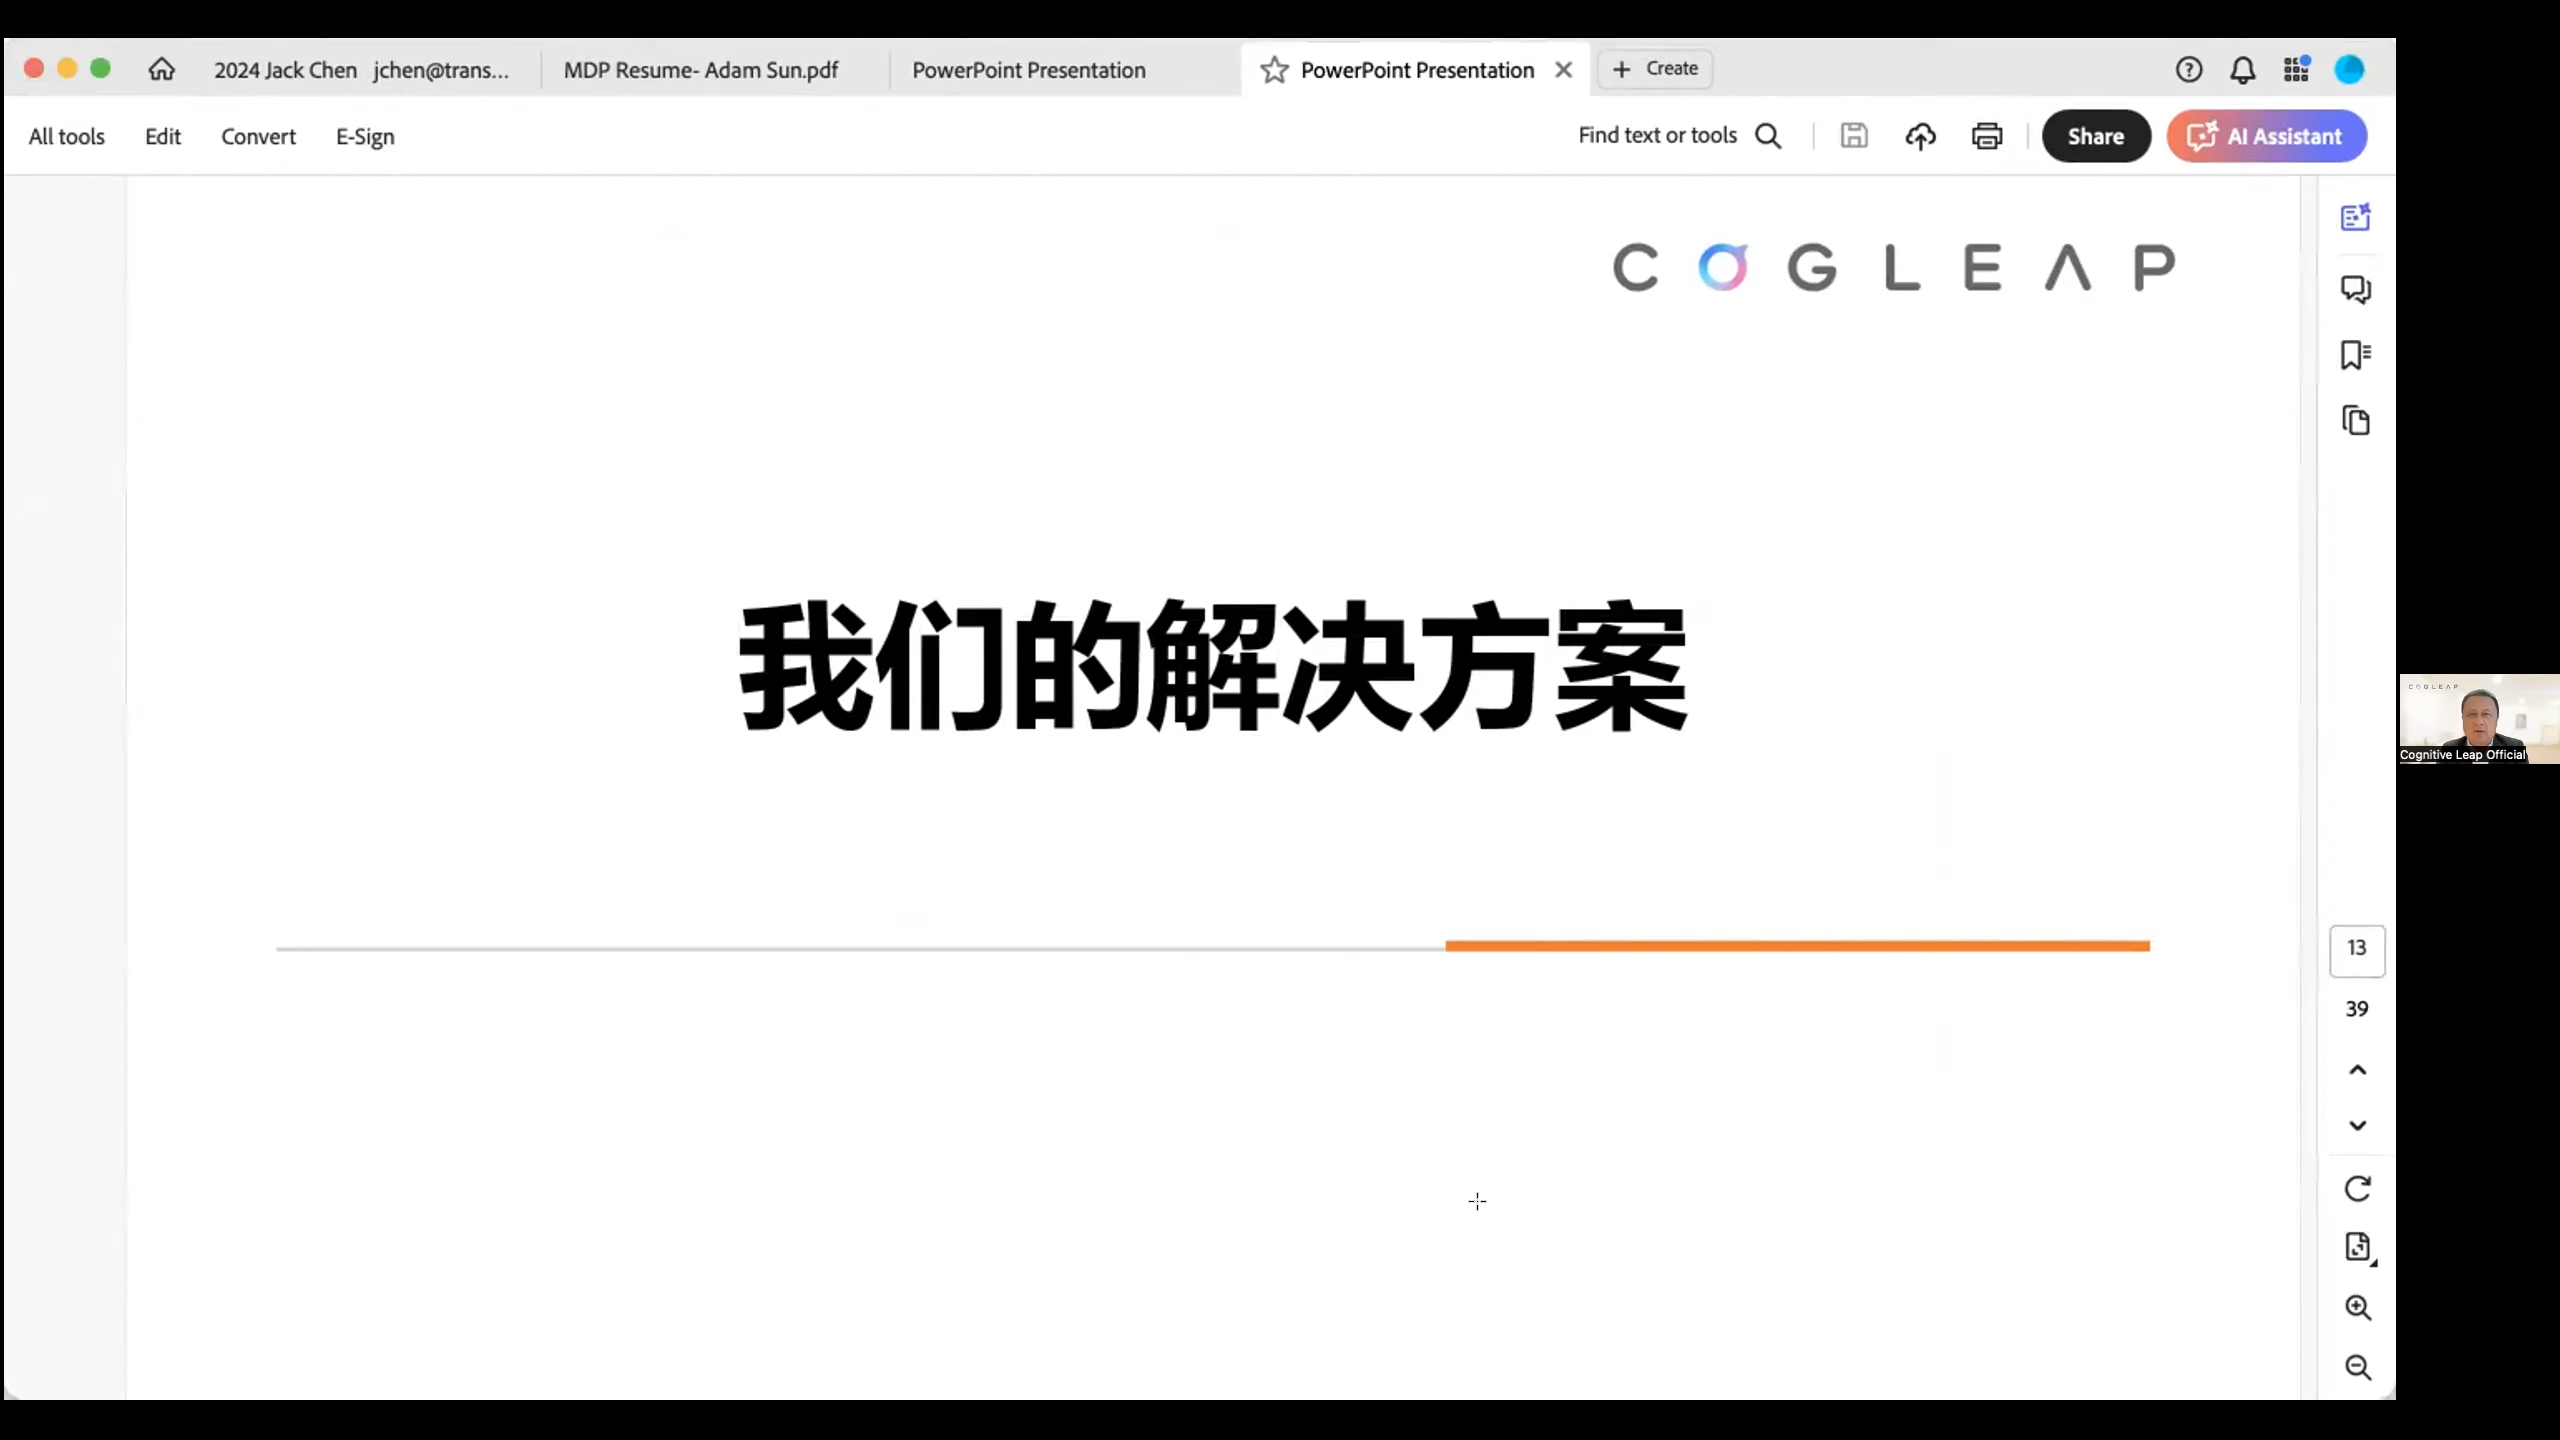 2024 Jack Chen jchen@trans...
MDP Resume- Adam Sun.pdf
PowerPoint Presentation
PowerPoint Presentation
Create
All tools
Edit
Convert
E-Sign
Find text or tools
Share
AI Assistant
COGLEAP
我们的解决方案
COGLEAP
Cognitive Leap Official
13
39